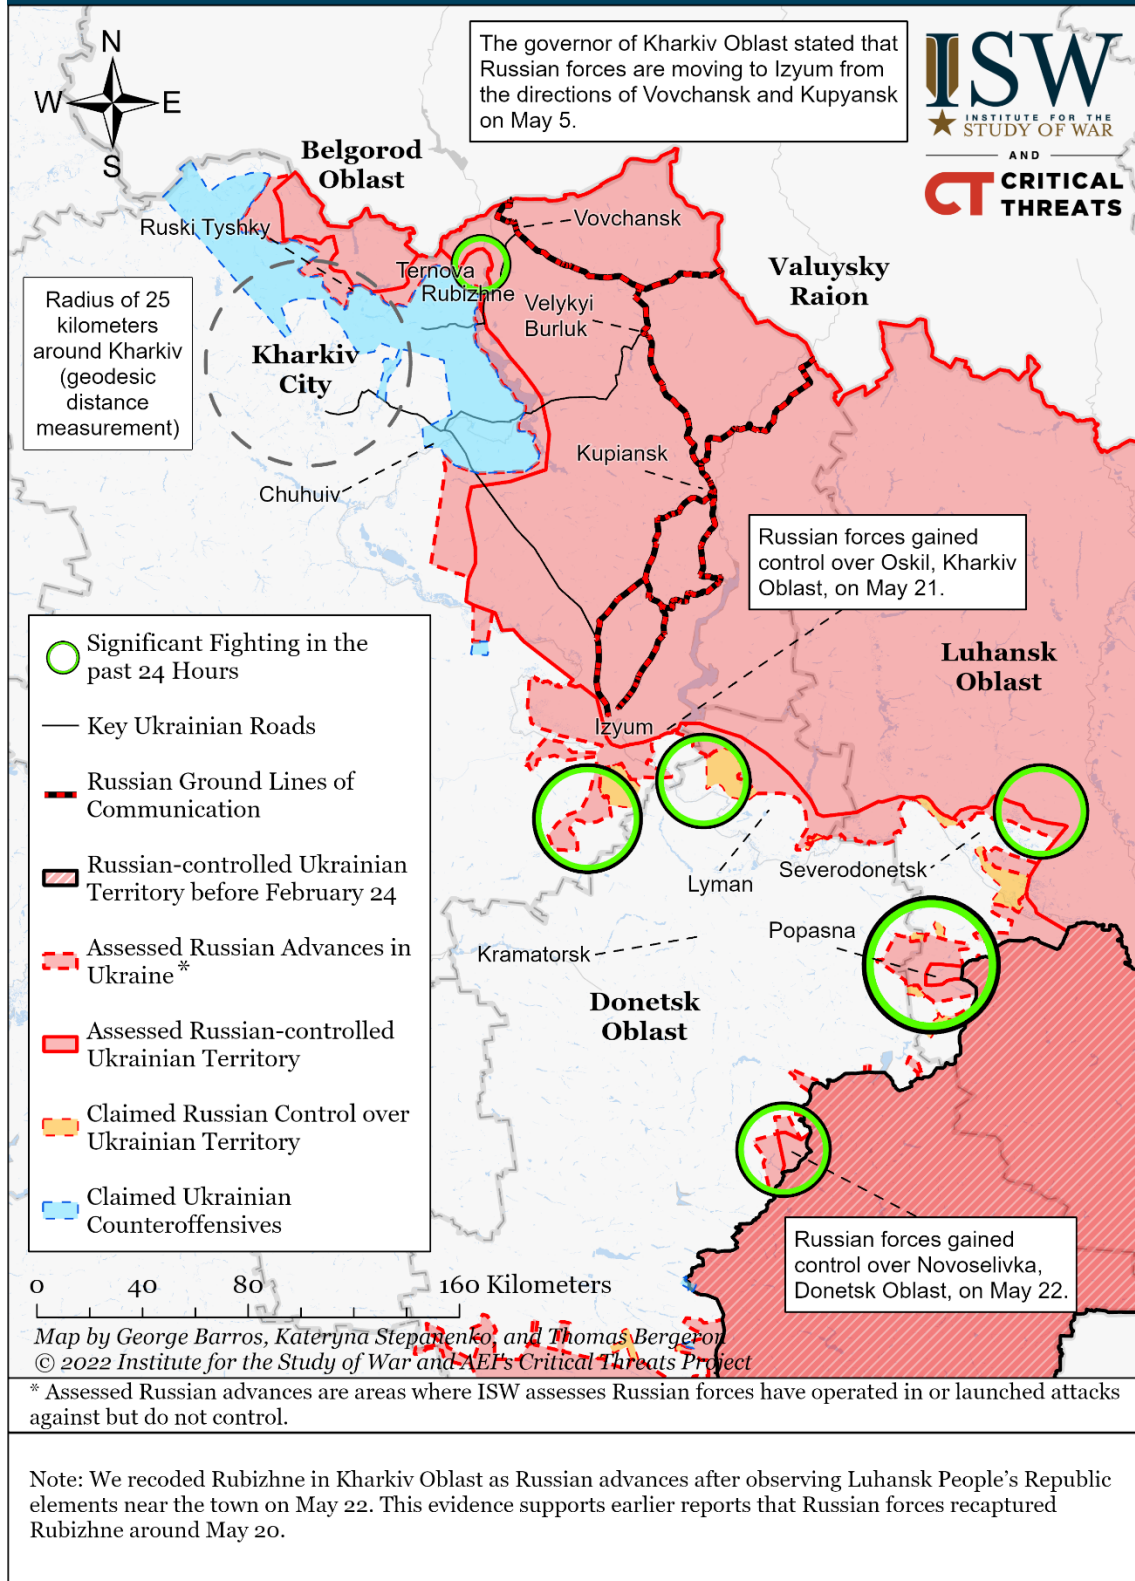 N
W
E
S
The governor of Kharkiv Oblast stated that
Russian forces are moving to Izyum from
the directions of Vovchansk and Kupyansk
on May 5.
ISW
INSTITUTE FOR THE
STUDY OF WAR
AND
CT CRITICAL
THREATS
Belgorod
Oblast
Ruski Tyshky
Vovchansk
Ternova
Rubizhne
Valuysky
Raion
Velykyi
Burluk
Radius of 25
kilometers
around Kharkiv
(geodesic
distance
measurement)
Kharkiv
City
Kupiansk
Chuhuiv
Russian forces gained
control over Oskil, Kharkiv
Oblast, on May 21.
Luhansk
Oblast
Izyum
Lyman
Severodonetsk
Popasna
Kramatorsk
Donetsk
Oblast
Significant Fighting in the
past 24 Hours
Key Ukrainian Roads
Russian Ground Lines of
Communication
Russian-controlled Ukrainian
Territory before February 24
Assessed Russian Advances in
Ukraine*
Assessed Russian-controlled
Ukrainian Territory
Claimed Russian Control over
Ukrainian Territory
Claimed Ukrainian
Counteroffensives
Russian forces gained
control over Novoselivka,
Donetsk Oblast, on May 22.
0 40 80 160 Kilometers
Map by George Barros, Kateryna Stepanenko, and Thomas Bergeron
© 2022 Institute for the Study of War and AEI's Critical Threats Project
* Assessed Russian advances are areas where ISW assesses Russian forces have operated in or launched attacks
against but do not control.
Note: We recoded Rubizhne in Kharkiv Oblast as Russian advances after observing Luhansk People's Republic
elements near the town on May 22. This evidence supports earlier reports that Russian forces recaptured
Rubizhne around May 20.